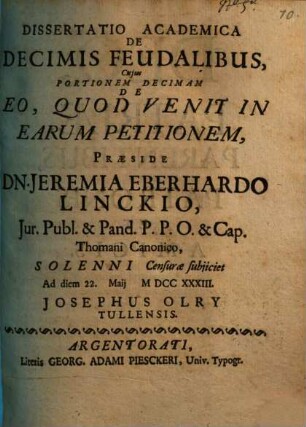 70
DISSERTATIO ACADEMICA
DE
DECIMIS FEUDALIBUS,
Cujus
PORTIONEM DECIMAM
DE
EO, QUOD VENIT IN
EARUM PETITIONEM,
PRÆSIDE
DN. JEREMIA EBERHARDO
LINCKIO,
Jur. Publ. & Pand. P. P. O. & Cap.
Thomani Canonico,
SOLENNI Censuræ subjiciet
Ad diem 22. Maij M DCC XXXIII.
JOSEPHUS OLRY
TULLENSIS.
ARGENTORATI,
Literis GEORG. ADAMI PIESCKERI, Univ. Typogr.